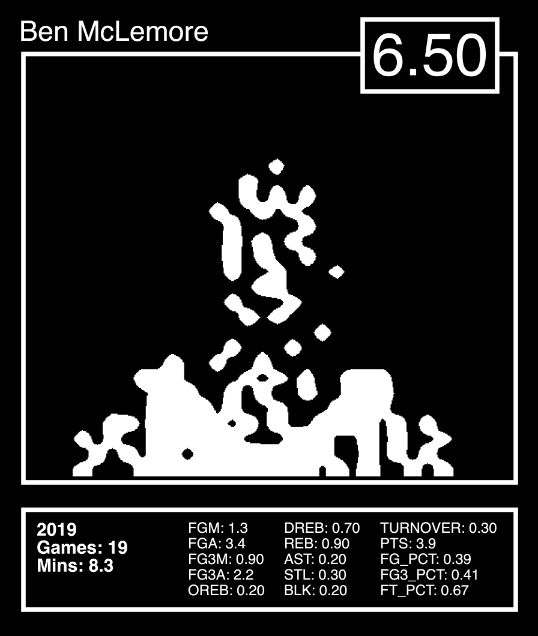 Ben McLemore
6.50
2019
Games: 19
Mins: 8.3
FGM: 1.3
FGA: 3.4
FG3M: 0.90
FG3A: 2.2
OREB: 0.20
DREB: 0.70
REB: 0.90
AST: 0.20
STL: 0.30
BLK: 0.20
TURNOVER: 0.30
PTS: 3.9
FG_PCT: 0.39
FG3_PCT: 0.41
FT_PCT: 0.67